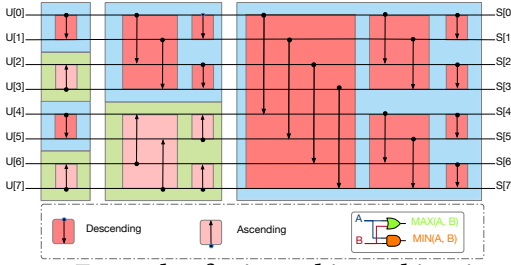 U[0] S[0
U[1] S[1
U[2] S[2
U[3] S[3
U[4] S[4
U[5] S[5
U[6] S[6
U[7] S[7
Descending
Ascending
A
B
MAX(A, B)
MIN(A, B)